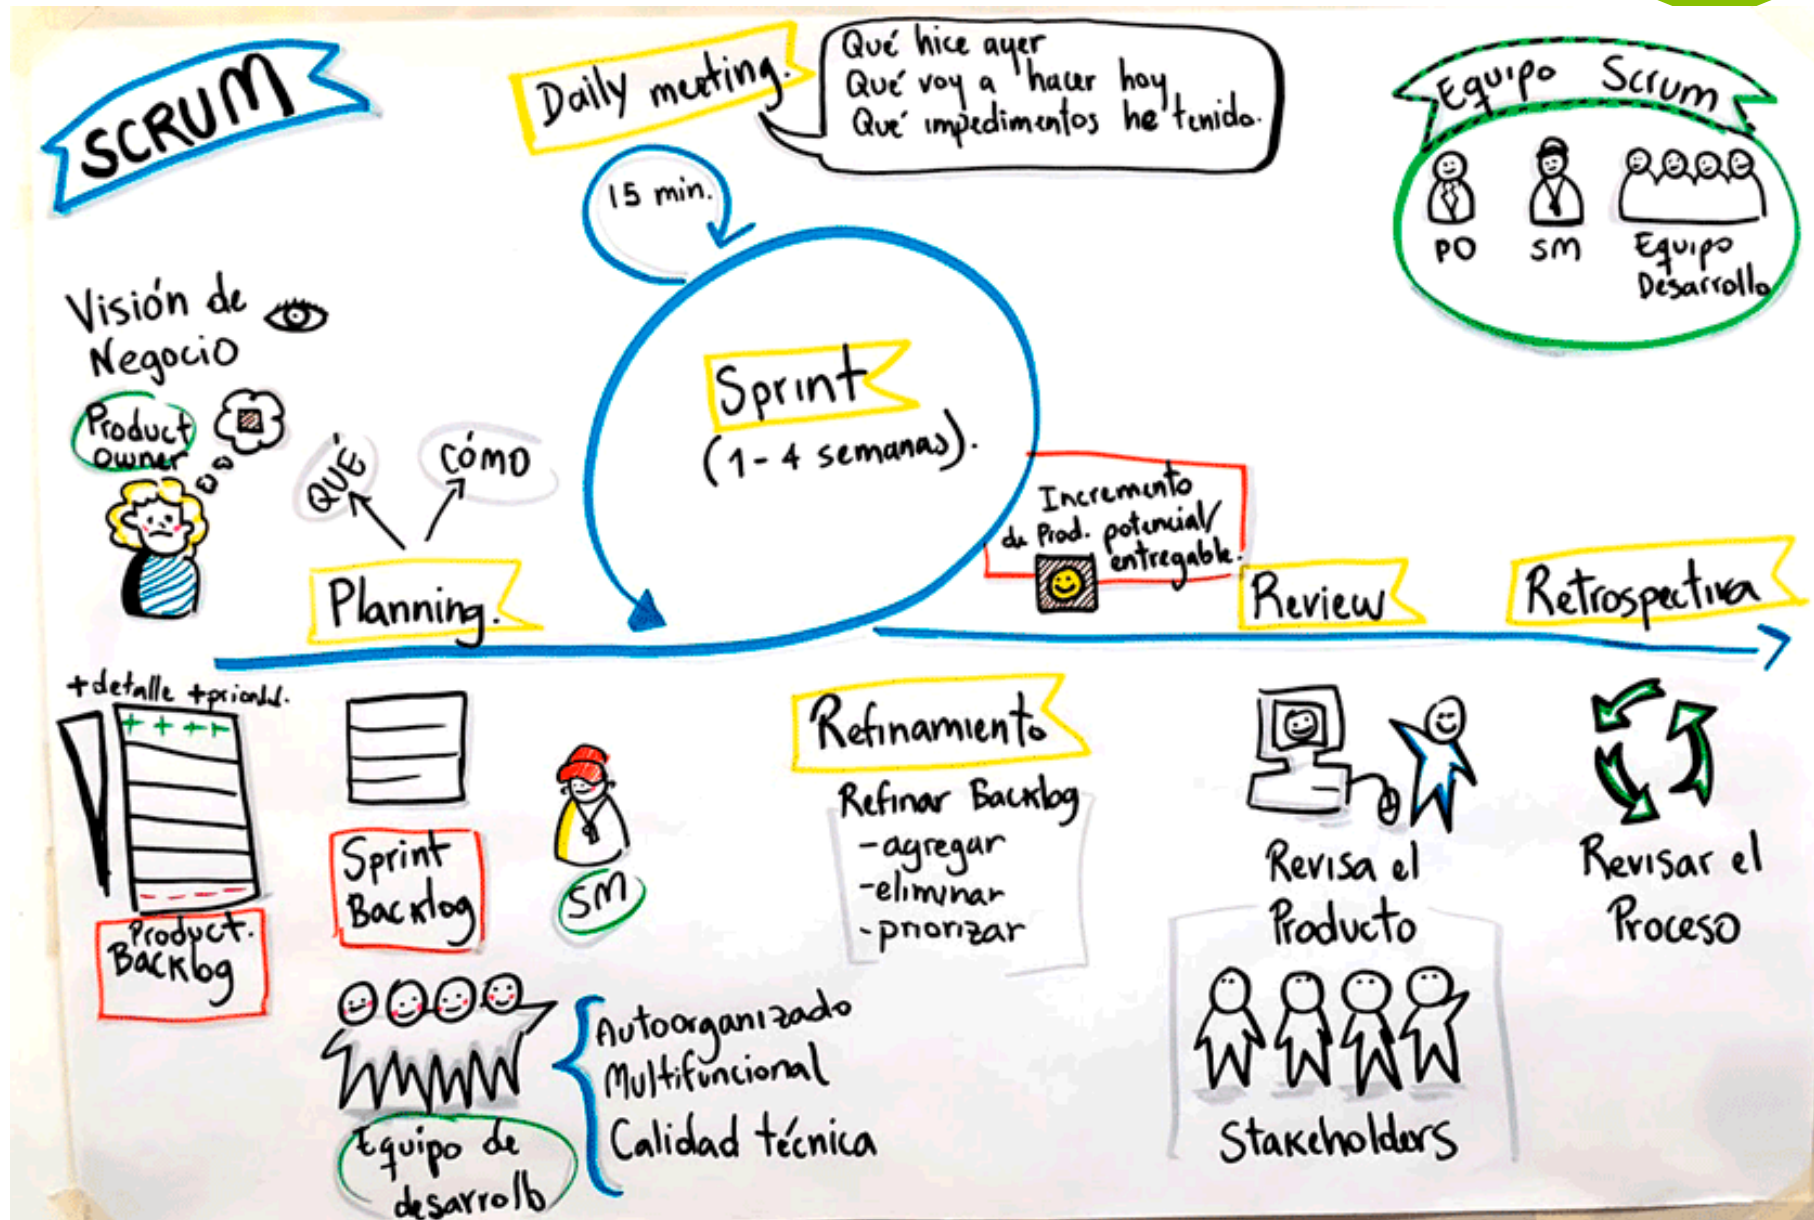 SCRUM
Daily meeting.
Qué hice ayer
Qué voy a hacer hoy
Qué impedimentos he tenido.
Equipo Scrum
PO
SM
Equipo
Desarrollo
15 min.
Visión de
Negocio
Product
owner
QUÉ
CÓMO
Planning.
Sprint
(1-4 semanas).
Incremento
de Prod. potencial
entregable.
Review
Retrospectiva
+detalle
Product.
Backlog
Sprint
Backlog
SM
Refinamiento
Refinar Backlog
-agregar
-eliminar
-priorizar
Revisa el
Producto
Stakeholders
Revisar el
Proceso
Equipo de
desarrollo
Autoorganizado
Multifuncional
Calidad técnica